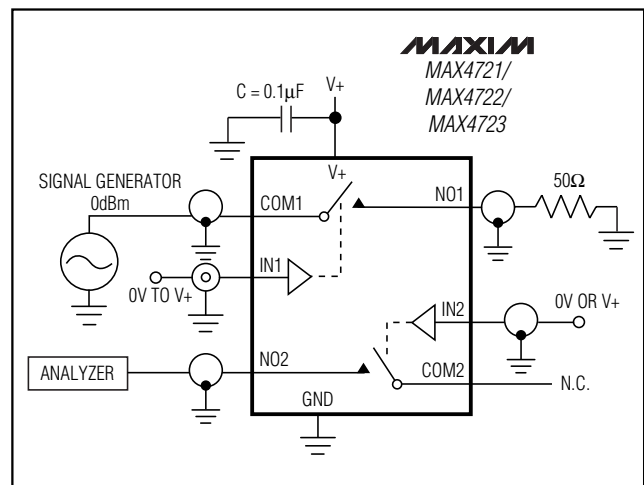 MAXIM
MAX4721/
MAX4722/
MAX4723
V+
C = 0.1μF
V+
SIGNAL GENERATOR
0dBm
COM1
NO1
50Ω
IN1
0V TO V+
IN2
0V OR V+
NO2
ANALYZER
COM2
N.C.
GND